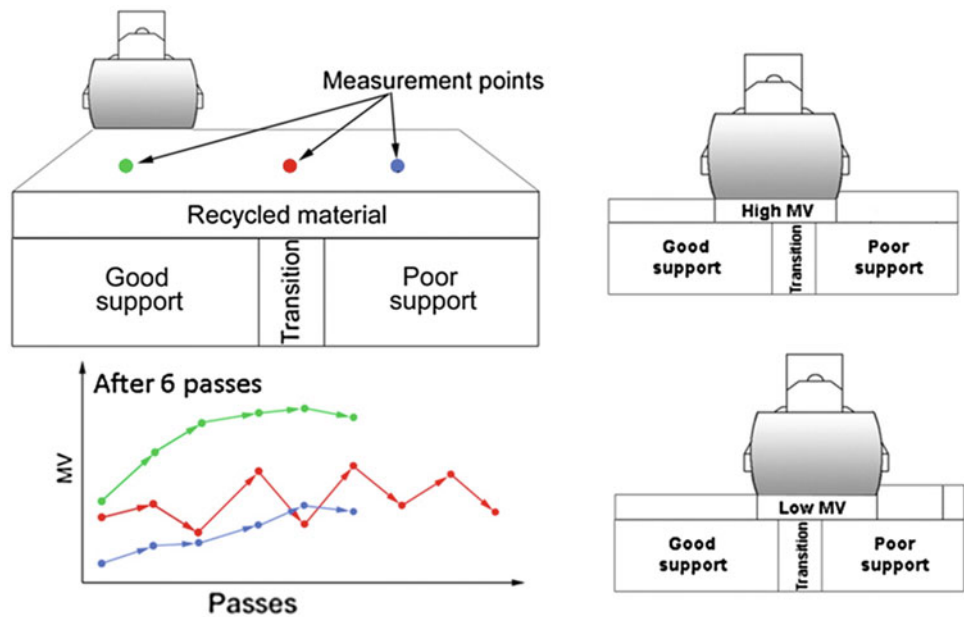 Measurement points
Recycled material
Good
support
Transition
Poor
support
After 6 passes
MV
Passes
High MV
Good
support
Transition
Poor
support
Low MV
Good
support
Transition
Poor
support